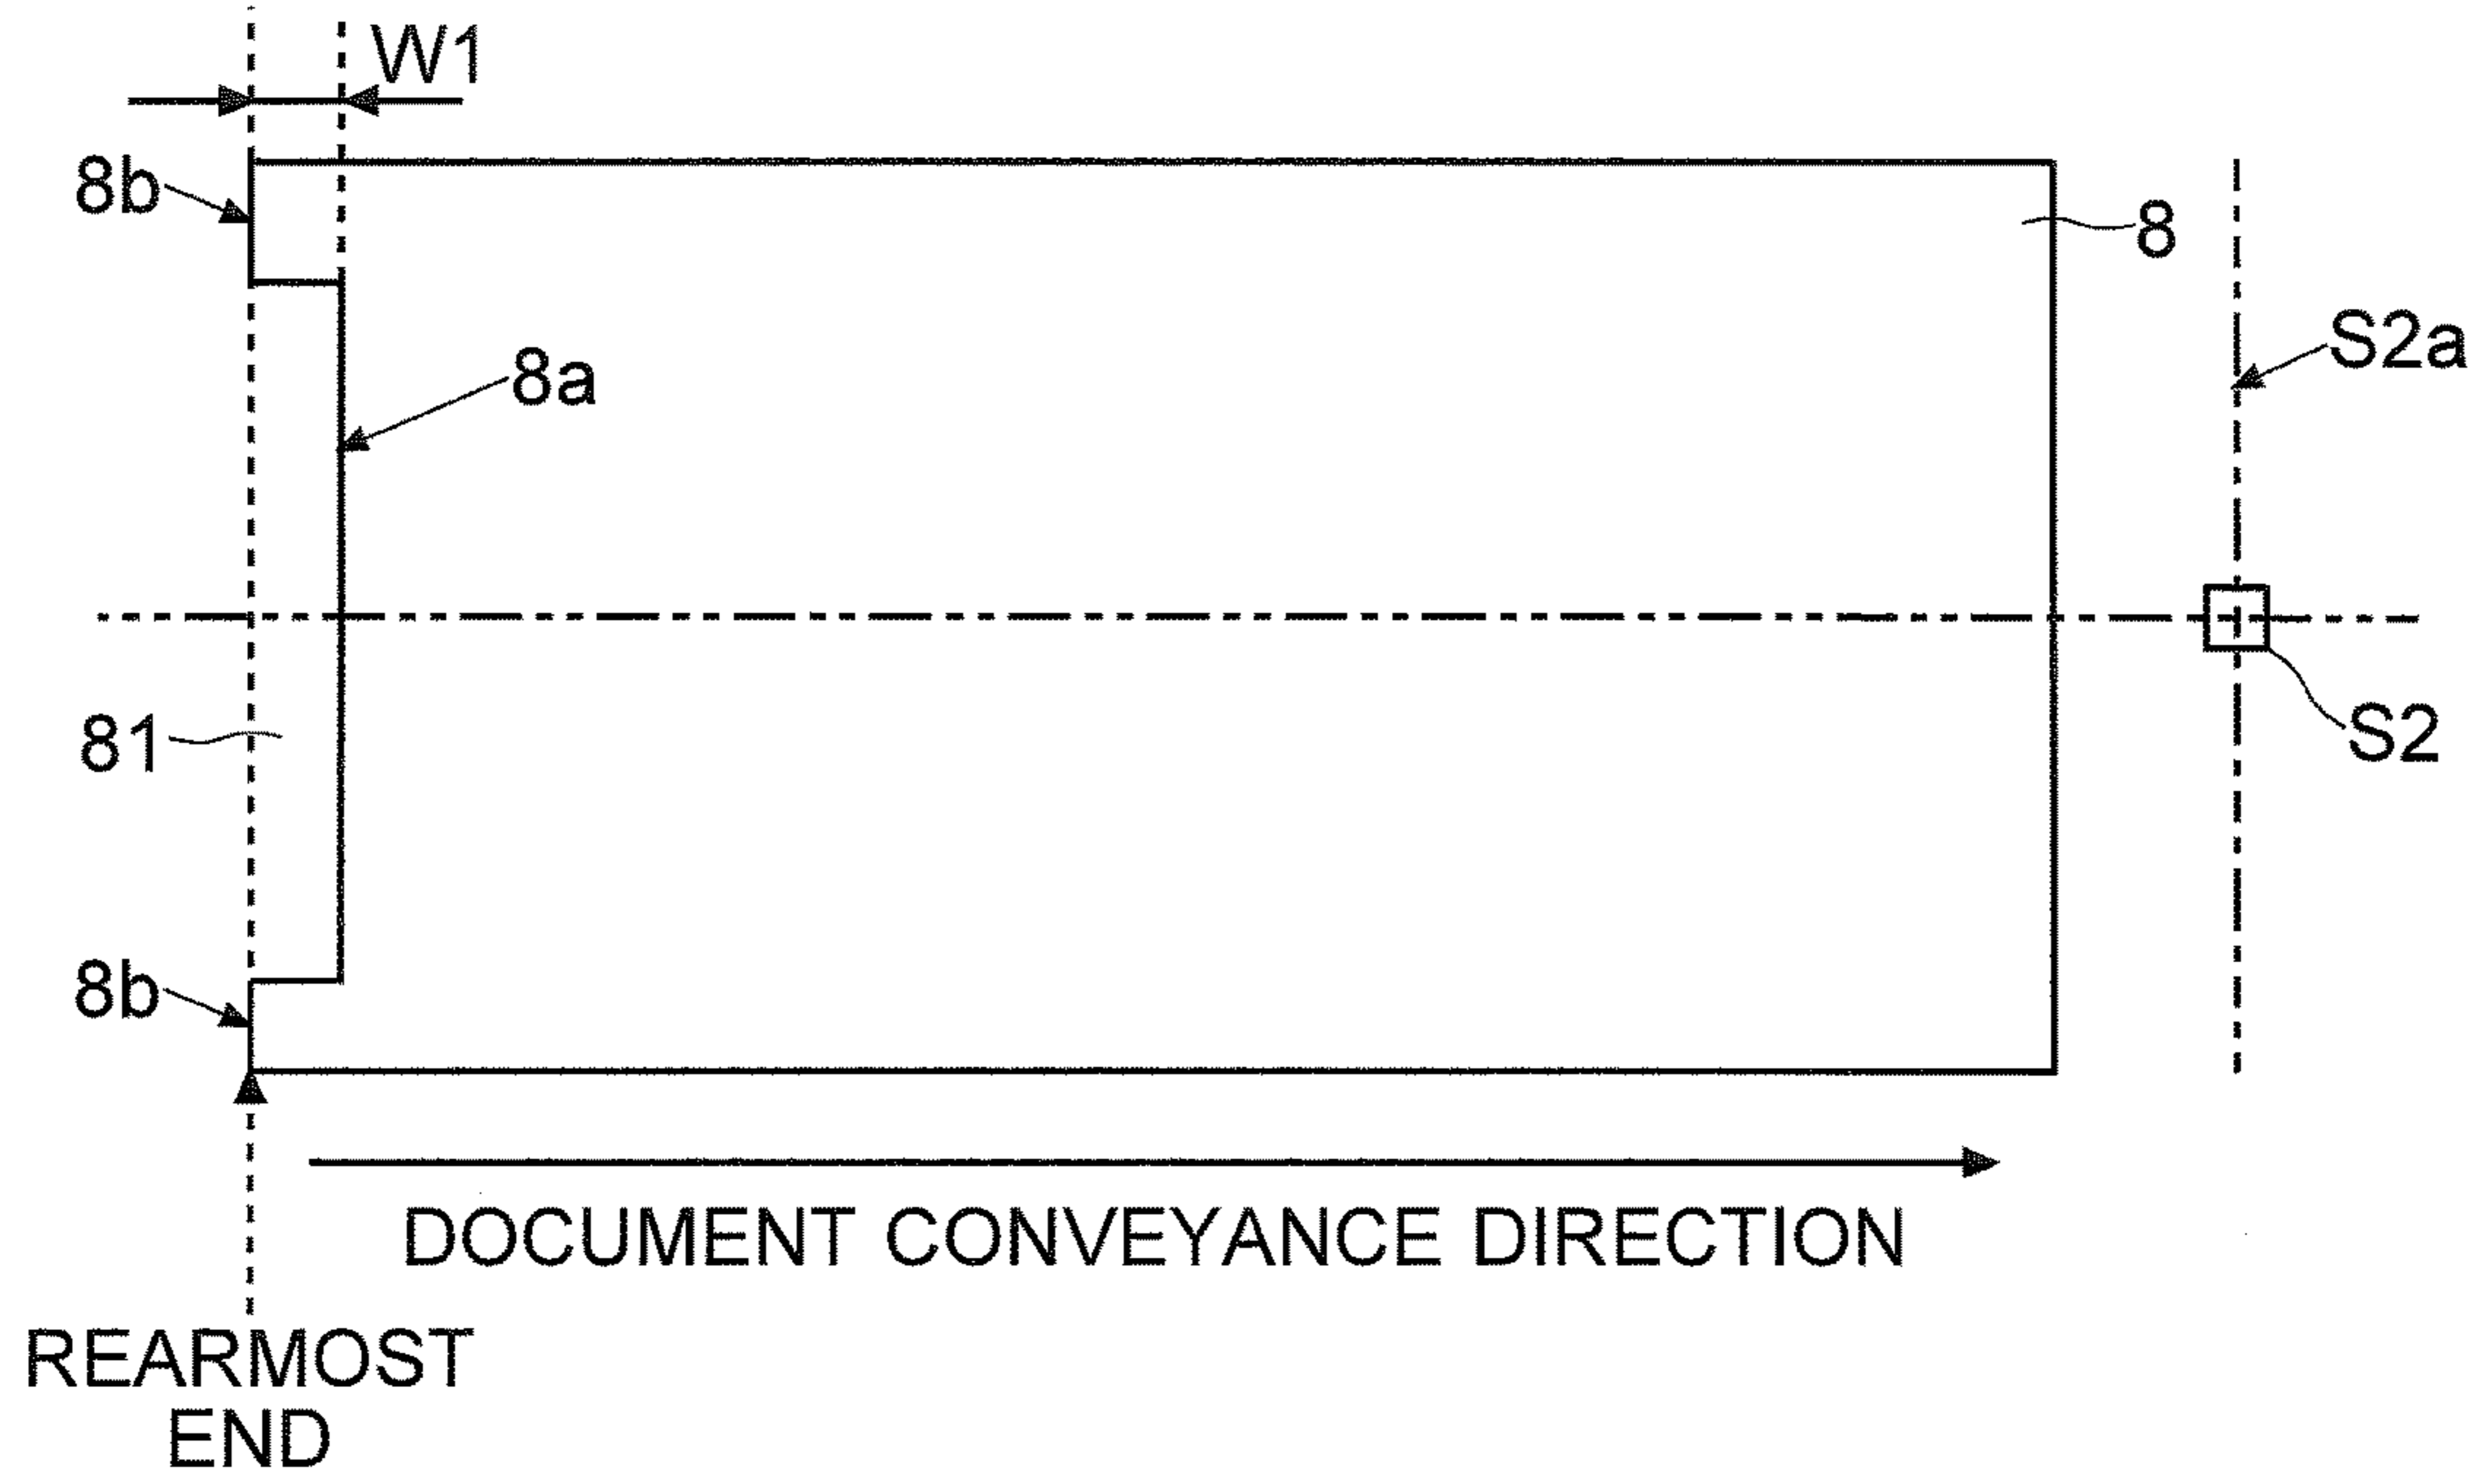 W1
8b
8
S2a
8a
81
S2
8b
DOCUMENT CONVEYANCE DIRECTION
REARMOST
END